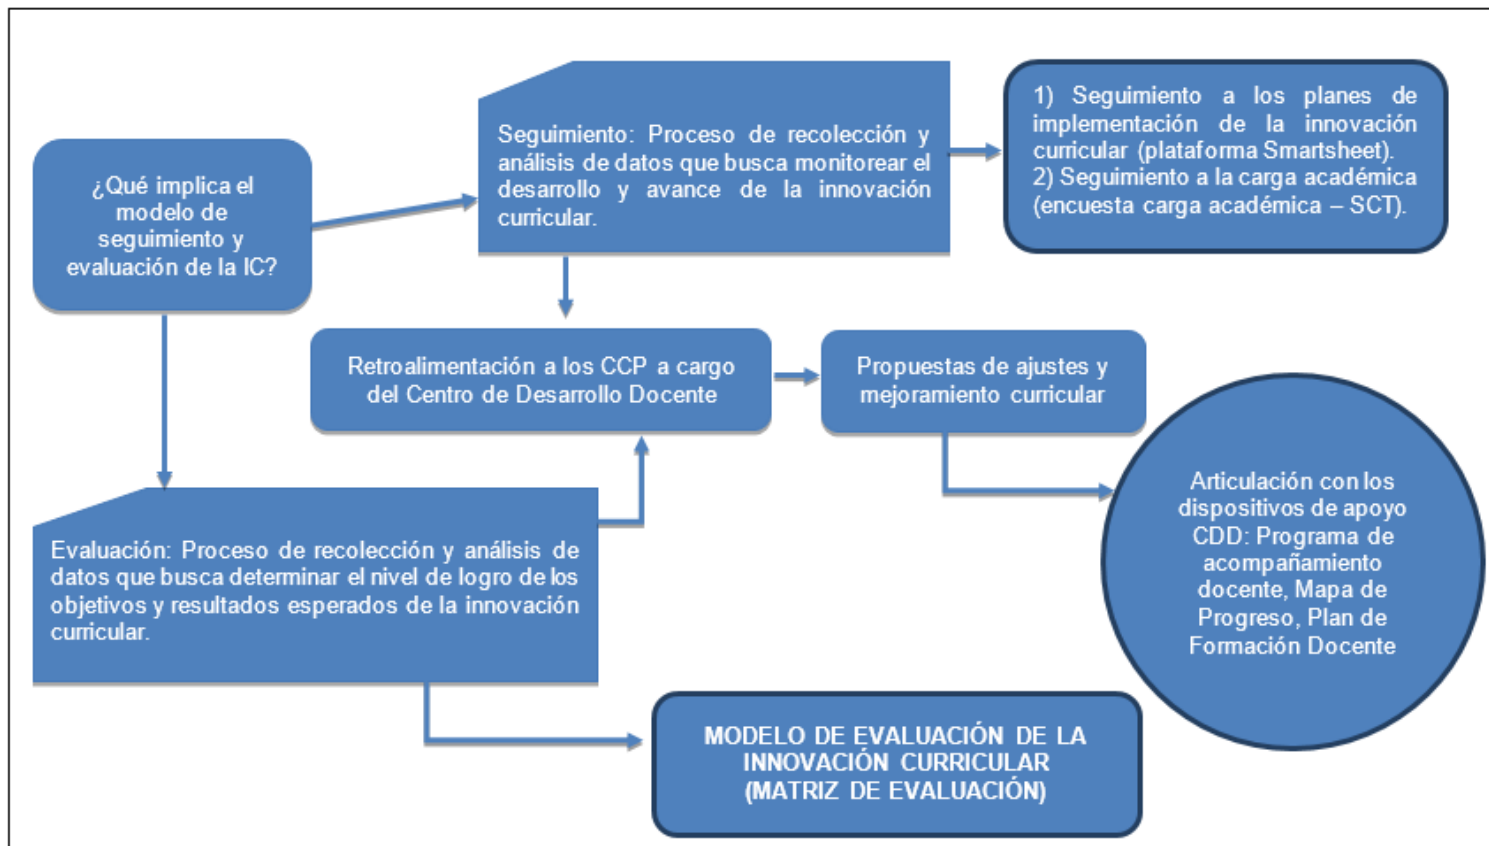 ¿Qué implica el
modelo de
seguimiento y
evaluación de la IC?
Seguimiento: Proceso de recolección y
análisis de datos que busca monitorear el
desarrollo y avance de la innovación
curricular.
1) Seguimiento a los planes de
implementación de la innovación
curricular (plataforma Smartsheet).
2) Seguimiento a la carga académica
(encuesta carga académica – SCT).
Retroalimentación a los CCP a cargo
del Centro de Desarrollo Docente
Propuestas de ajustes y
mejoramiento curricular
Articulación con los
dispositivos de apoyo
CDD: Programa de
acompañamiento
docente, Mapa de
Progreso, Plan de
Formación Docente
Evaluación: Proceso de recolección y análisis de
datos que busca determinar el nivel de logro de los
objetivos y resultados esperados de la innovación
curricular.
MODELO DE EVALUACIÓN DE LA
INNOVACIÓN CURRICULAR
(MATRIZ DE EVALUACIÓN)